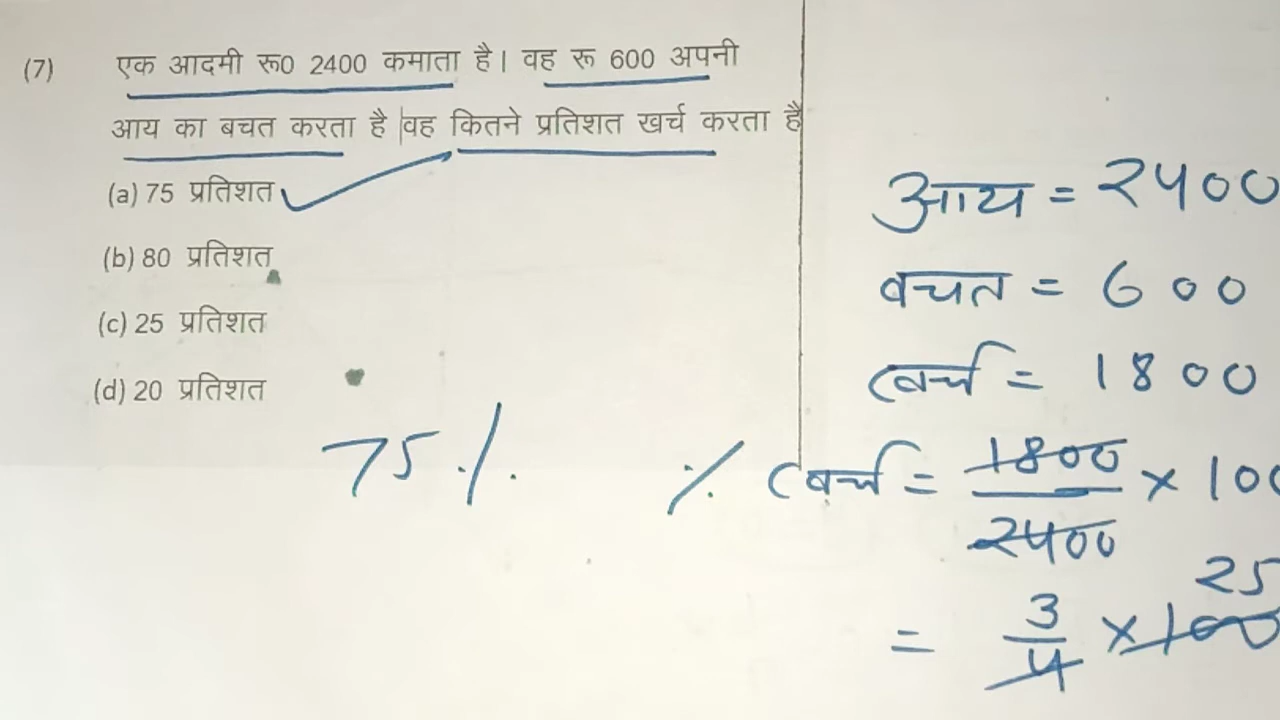 (7) एक आदमी रू0 2400 कमाता है। वह रू 600 अपनी
आय का बचत करता है |वह कितने प्रतिशत खर्च करता है
(a) 75 प्रतिशत
(b) 80 प्रतिशत
(c) 25 प्रतिशत
(d) 20 प्रतिशत
75 %
आय = 2400
बचत = 600
खर्च = 1800
% खर्च = 1800/2400 × 100
= 3/4 × 100 25